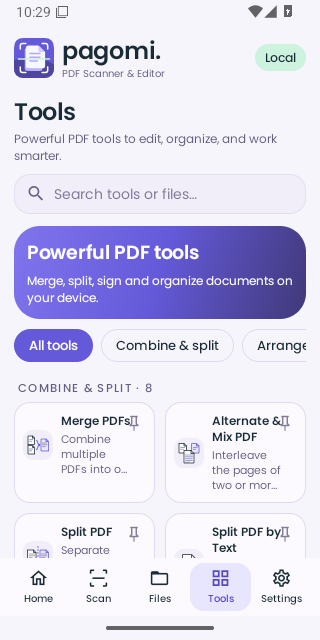 10:29
pagomi.
PDF Scanner & Editor
Local
Tools
Powerful PDF tools to edit, organize, and work
smarter.
Search tools or files...
Powerful PDF tools
Merge, split, sign and organize documents on
your device.
All tools
Combine & split
Arrange
COMBINE & SPLIT · 8
Merge PDFs
Combine
multiple
PDFs into o...
Alternate &
Mix PDF
Interleave
the pages of
two or mor...
Split PDF
Separate
Split PDF by
Text
Home
Scan
Files
Tools
Settings